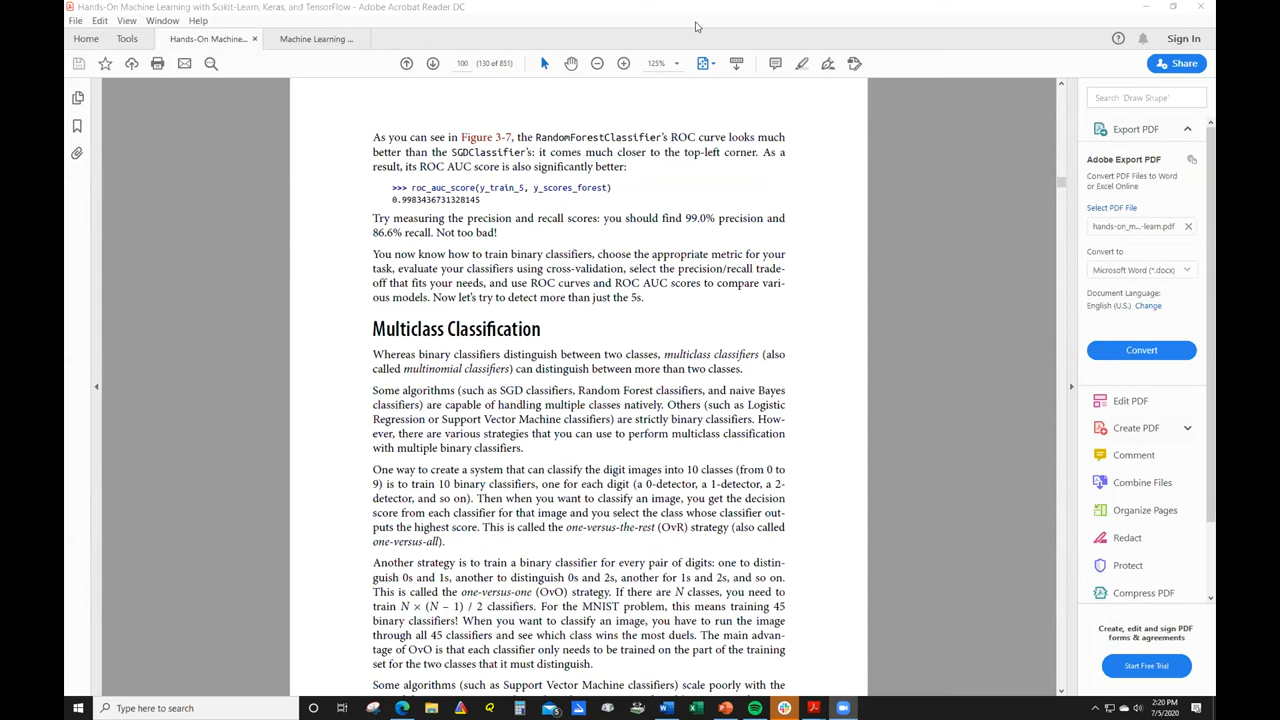 Hands-On Machine Learning with Scikit-Learn, Keras, and TensorFlow - Adobe Acrobat Reader DC
File Edit View Window Help
Home Tools Hands-On Machine... × Machine Learning ... Sign In
100 (130 of 851) 125% Share
As you can see in Figure 3-7, the RandomForestClassifier's ROC curve looks much
better than the SGDClassifier's: it comes much closer to the top-left corner. As a
result, its ROC AUC score is also significantly better:
>>> roc_auc_score(y_train_5, y_scores_forest)
0.9983436731328145
Try measuring the precision and recall scores: you should find 99.0% precision and
86.6% recall. Not too bad!
You now know how to train binary classifiers, choose the appropriate metric for your
task, evaluate your classifiers using cross-validation, select the precision/recall trade-
off that fits your needs, and use ROC curves and ROC AUC scores to compare vari-
ous models. Now let's try to detect more than just the 5s.
Multiclass Classification
Whereas binary classifiers distinguish between two classes, multiclass classifiers (also
called multinomial classifiers) can distinguish between more than two classes.
Some algorithms (such as SGD classifiers, Random Forest classifiers, and naive Bayes
classifiers) are capable of handling multiple classes natively. Others (such as Logistic
Regression or Support Vector Machine classifiers) are strictly binary classifiers. How-
ever, there are various strategies that you can use to perform multiclass classification
with multiple binary classifiers.
One way to create a system that can classify the digit images into 10 classes (from 0 to
9) is to train 10 binary classifiers, one for each digit (a 0-detector, a 1-detector, a 2-
detector, and so on). Then when you want to classify an image, you get the decision
score from each classifier for that image and you select the class whose classifier out-
puts the highest score. This is called the one-versus-the-rest (OvR) strategy (also called
one-versus-all).
Another strategy is to train a binary classifier for every pair of digits: one to distin-
guish 0s and 1s, another to distinguish 0s and 2s, another for 1s and 2s, and so on.
This is called the one-versus-one (OvO) strategy. If there are N classes, you need to
train N × (N – 1) / 2 classifiers. For the MNIST problem, this means training 45
binary classifiers! When you want to classify an image, you have to run the image
through all 45 classifiers and see which class wins the most duels. The main advan-
tage of OvO is that each classifier only needs to be trained on the part of the training
set for the two classes that it must distinguish.
Some algorithms (such as Support Vector Machine classifiers) scale poorly with the
Search 'Draw Shape'
Export PDF
Adobe Export PDF
Convert PDF Files to Word
or Excel Online
Select PDF File
hands-on_m...-learn.pdf ×
Convert to
Microsoft Word (*.docx)
Document Language:
English (U.S.) Change
Convert
Edit PDF
Create PDF
Comment
Combine Files
Organize Pages
Redact
Protect
Compress PDF
Create, edit and sign PDF
forms & agreements
Start Free Trial
Type here to search
2:20 PM
7/5/2020